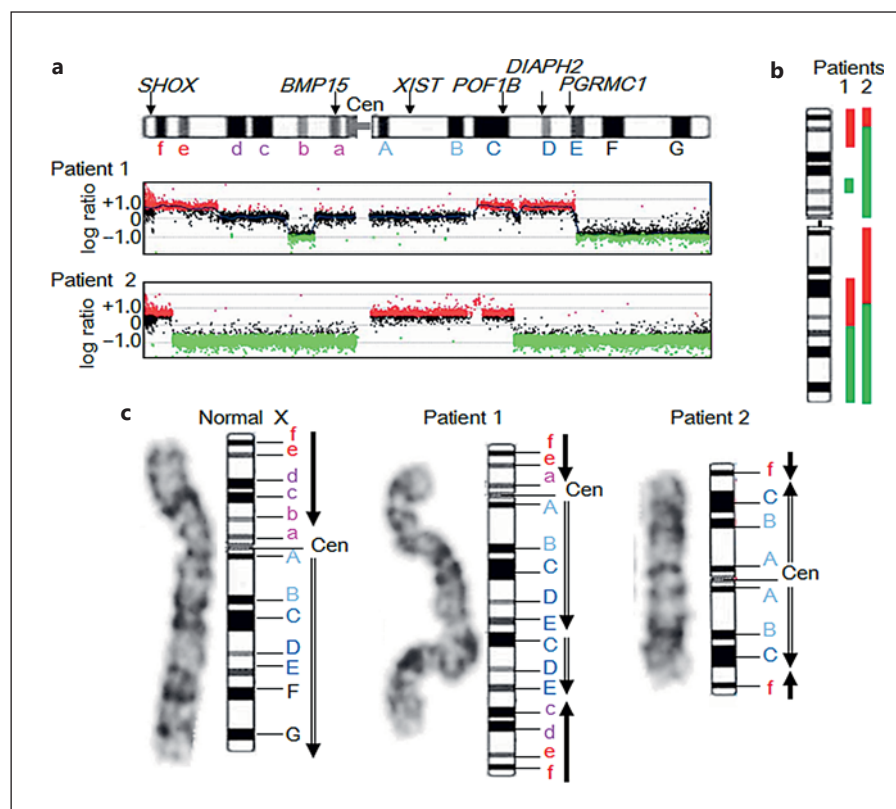 a
b
DIAPH2
SHOX BMP15 XIST POF1B PGRMC1
Cen
f e d c b a A B C D E F G
Patients
1 2
Patient 1
log ratio
+1.0
0
−1.0
Patient 2
log ratio
+1.0
0
−1.0
c
Normal X
f
e
d
c
b
a
Cen
A
B
C
D
E
F
G
Patient 1
f
e
a
Cen
A
B
C
D
E
C
D
E
c
d
e
f
Patient 2
f
C
B
A
Cen
A
B
C
f